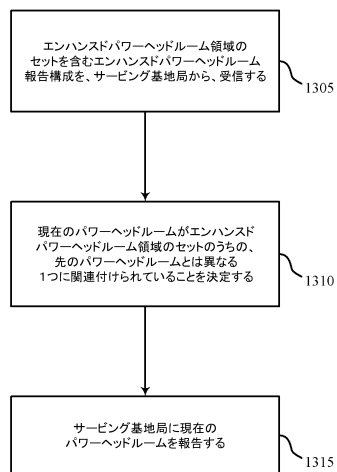 エンハンスドパワーヘッドルーム領域の
セットを含むエンハンスドパワーヘッドルーム
報告構成を、サービング基地局から、受信する
1305
現在のパワーヘッドルームがエンハンスド
パワーヘッドルーム領域のセットのうちの、
先のパワーヘッドルームとは異なる
1つに関連付けられていることを決定する
1310
サービング基地局に現在の
パワーヘッドルームを報告する
1315